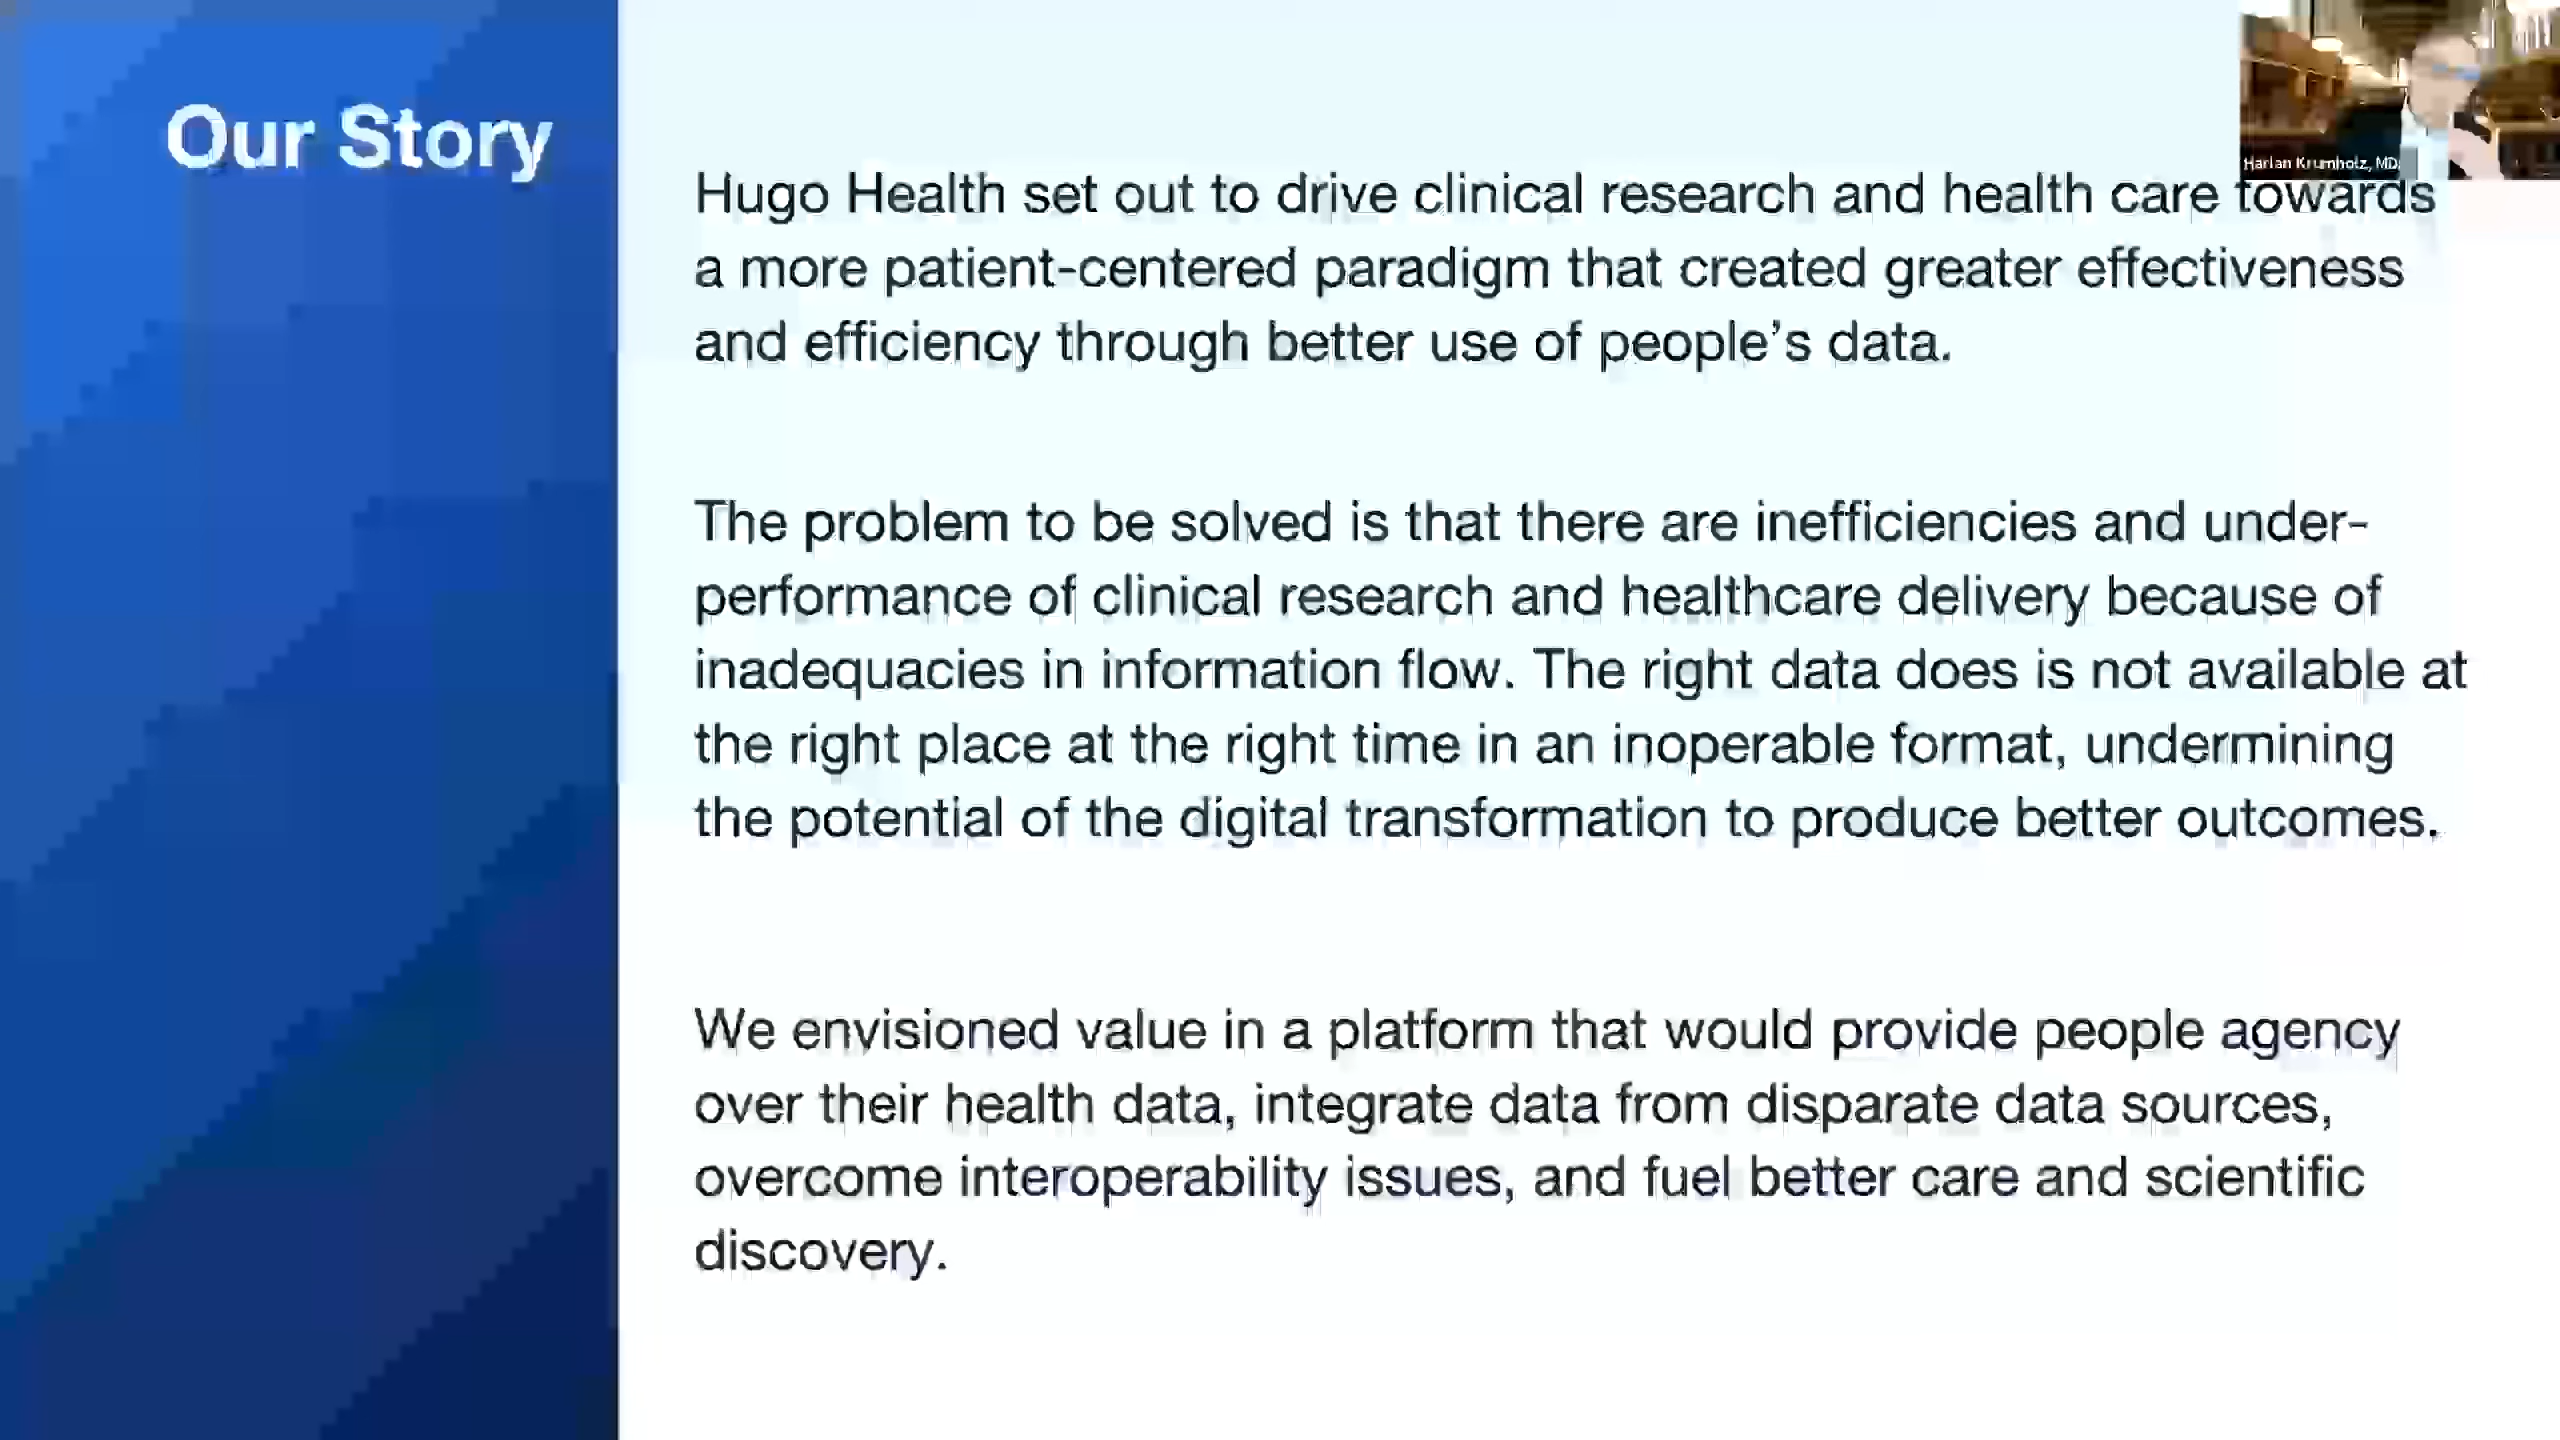 Our Story
Harlan Krumholz, MD
Hugo Health set out to drive clinical research and health care towards
a more patient-centered paradigm that created greater effectiveness
and efficiency through better use of people’s data.
The problem to be solved is that there are inefficiencies and under-
performance of clinical research and healthcare delivery because of
inadequacies in information flow. The right data does is not available at
the right place at the right time in an inoperable format, undermining
the potential of the digital transformation to produce better outcomes.
We envisioned value in a platform that would provide people agency
over their health data, integrate data from disparate data sources,
overcome interoperability issues, and fuel better care and scientific
discovery.